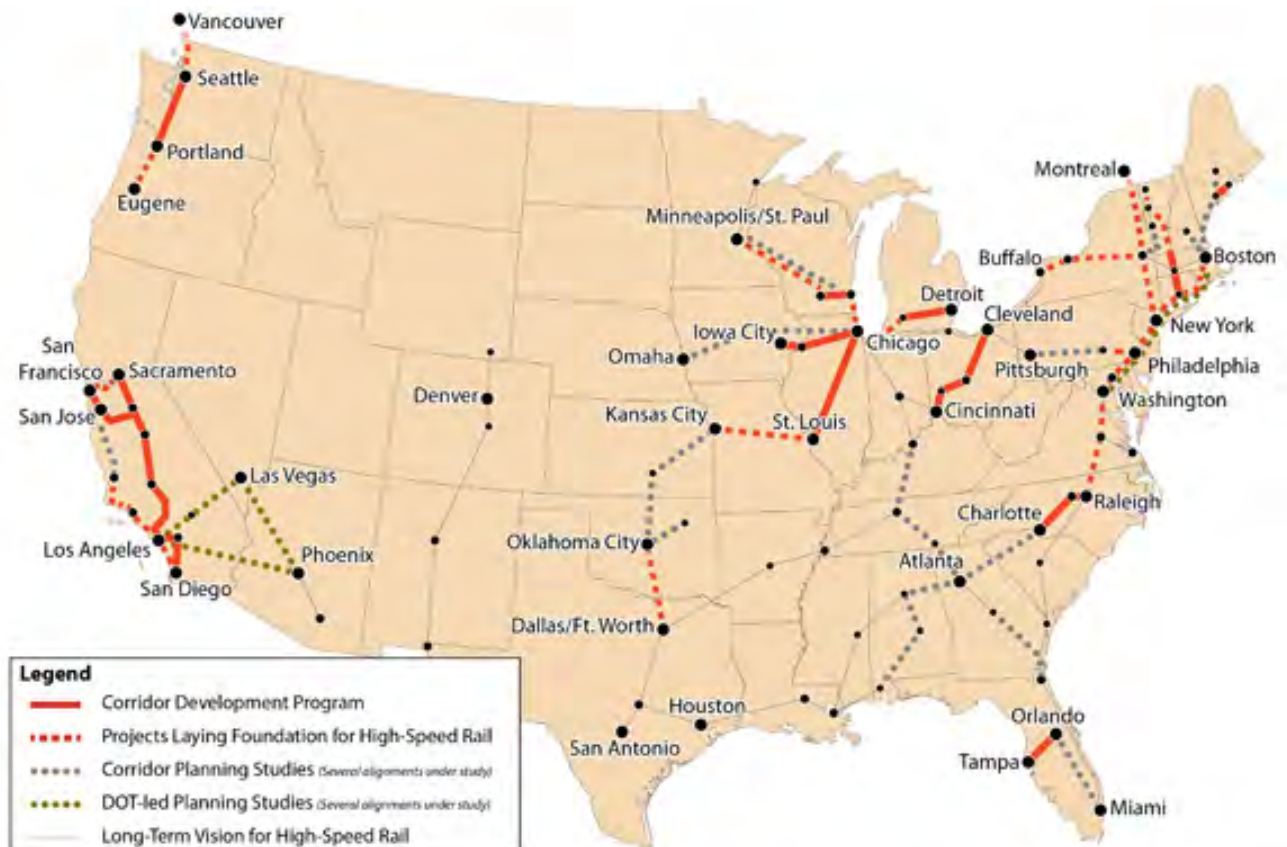 Vancouver
Seattle
Portland
Eugene
Minneapolis/St. Paul
Montreal
Buffalo
Boston
Detroit
Cleveland
New York
Iowa City
Chicago
Omaha
Pittsburgh
Philadelphia
San
Francisco
Sacramento
Denver
Cincinnati
Washington
San Jose
Kansas City
St. Louis
Las Vegas
Raleigh
Charlotte
Los Angeles
Phoenix
Oklahoma City
Atlanta
San Diego
Dallas/Ft. Worth
Houston
San Antonio
Orlando
Tampa
Miami
Legend
Corridor Development Program
Projects Laying Foundation for High-Speed Rail
Corridor Planning Studies (Several alignments under study)
DOT-led Planning Studies (Several alignments under study)
Long-Term Vision for High-Speed Rail